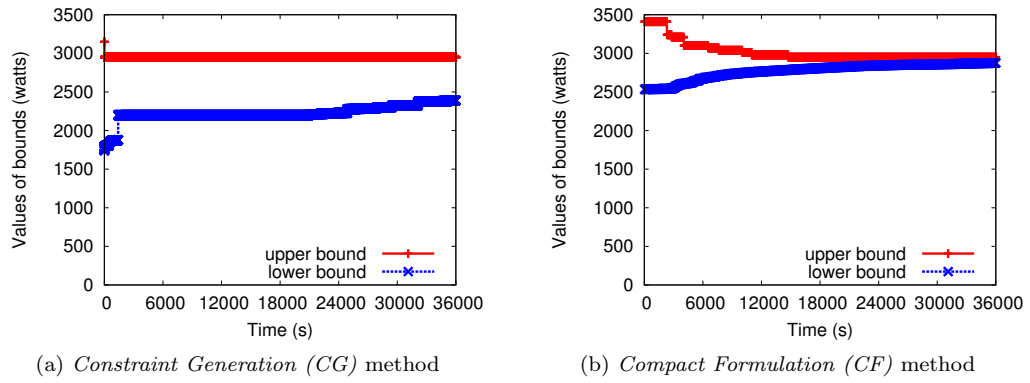 3500
3000
2500
2000
1500
1000
500
0
Values of bounds (watts)
upper bound
lower bound
0 6000 12000 18000 24000 30000 36000
Time (s)
(a) Constraint Generation (CG) method
3500
3000
2500
2000
1500
1000
500
0
Values of bounds (watts)
upper bound
lower bound
0 6000 12000 18000 24000 30000 36000
Time (s)
(b) Compact Formulation (CF) method